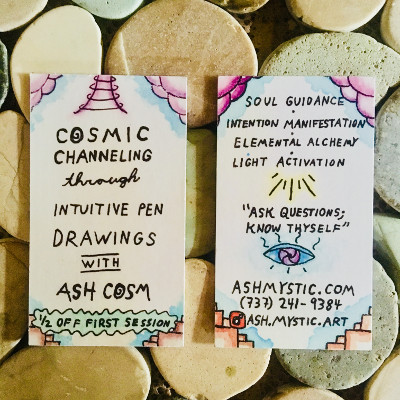 COSMIC
CHANNELING
through
INTUITIVE PEN
DRAWINGS
WITH
ASH COSM
1/2 OFF FIRST SESSION
SOUL GUIDANCE
INTENTION MANIFESTATION
ELEMENTAL ALCHEMY
LIGHT ACTIVATION
"ASK QUESTIONS;
KNOW THYSELF"
ASHMYSTIC.COM
(737) 241-9384
ASH.MYSTIC.ART